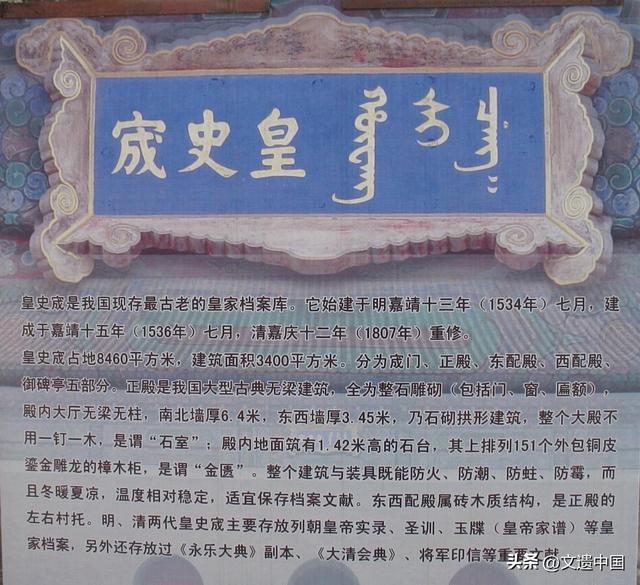 皇史宬
皇史宬是我国现存最古老的皇家档案库。它始建于明嘉靖十三年（1534年）七月，建
成于嘉靖十五年（1536年）七月，清嘉庆十二年（1807年）重修。
皇史宬占地8460平方米，建筑面积3400平方米。分为宬门、正殿、东配殿、西配殿、
御碑亭五部分。正殿是我国大型古典无梁建筑，全为整石雕砌（包括门、窗、匾额），
殿内大厅无梁无柱，南北墙厚6.4米，东西墙厚3.45米，乃石砌拱形建筑，整个大殿不
用一钉一木，是谓“石室”；殿内地面筑有1.42米高的石台，其上排列151个外包铜皮
鎏金雕龙的樟木柜，是谓“金匮”。整个建筑与装具既能防火、防潮、防蛀、防霉，而
且冬暖夏凉，温度相对稳定，适宜保存档案文献。东西配殿属砖木质结构，是正殿的
左右村托。明、清两代皇史宬主要存放列朝皇帝实录、圣训、玉牒（皇帝家谱）等皇
家档案，另外还存放过《永乐大典》副本、《大清会典》、将军印信等重要文献
头条 @文遗中国